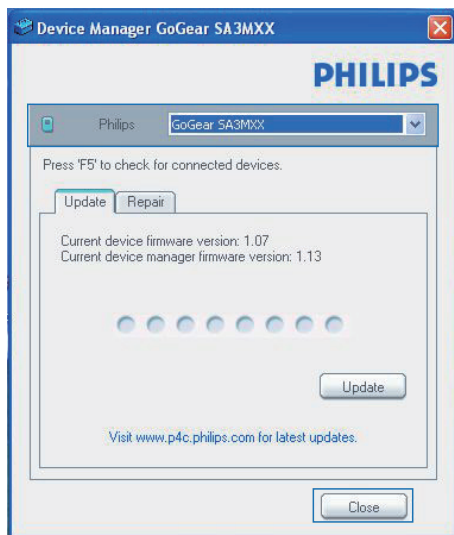 Device Manager GoGear SA3MXX
PHILIPS
Philips GoGear SA3MXX
Press 'F5' to check for connected devices.
Update Repair
Current device firmware version: 1.07
Current device manager firmware version: 1.13
Update
Visit www.p4c.philips.com for latest updates.
Close